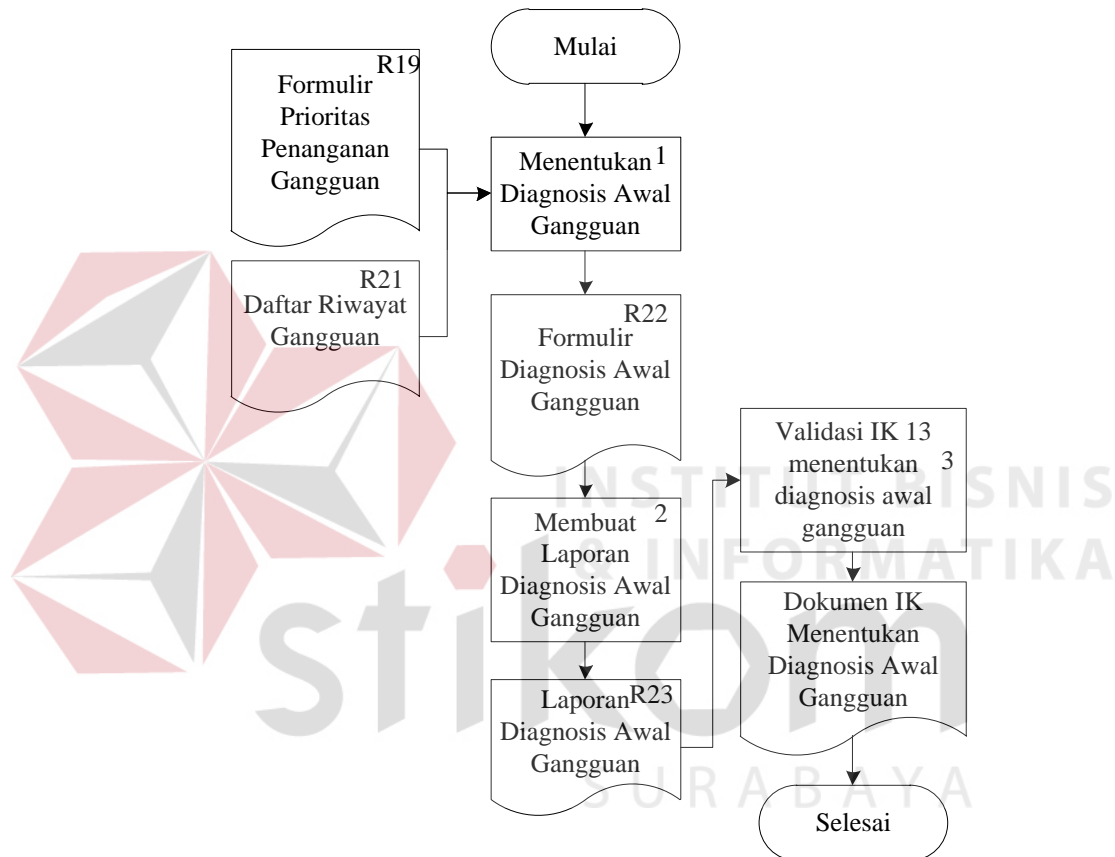 Mulai
R19
Formulir
Prioritas
Penanganan
Gangguan
Menentukan 1
Diagnosis Awal
Gangguan
R21
Daftar Riwayat
Gangguan
R22
Formulir
Diagnosis Awal
Gangguan
Membuat 2
Laporan
Diagnosis Awal
Gangguan
Laporan R23
Diagnosis Awal
Gangguan
Validasi IK 13
menentukan 3
diagnosis awal
gangguan
Dokumen IK
Menentukan
Diagnosis Awal
Gangguan
Selesai
INSTITUT BISNIS
& INFORMATIKA
stikom
SURABAYA